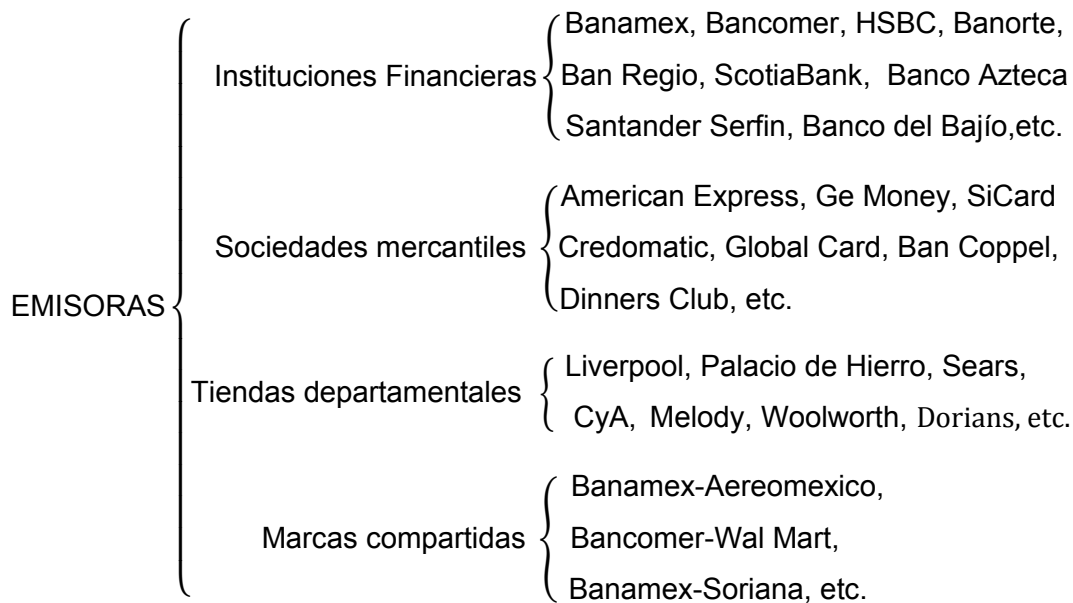 Banamex, Bancomer, HSBC, Banorte,
Instituciones Financieras
Ban Regio, ScotiaBank, Banco Azteca
Santander Serfin, Banco del Bajío,etc.
American Express, Ge Money, SiCard
Sociedades mercantiles
Credomatic, Global Card, Ban Coppel,
Dinners Club, etc.
EMISORAS
Tiendas departamentales
Liverpool, Palacio de Hierro, Sears,
CyA, Melody, Woolworth, Dorians, etc.
Banamex-Aereomexico,
Marcas compartidas
Bancomer-Wal Mart,
Banamex-Soriana, etc.